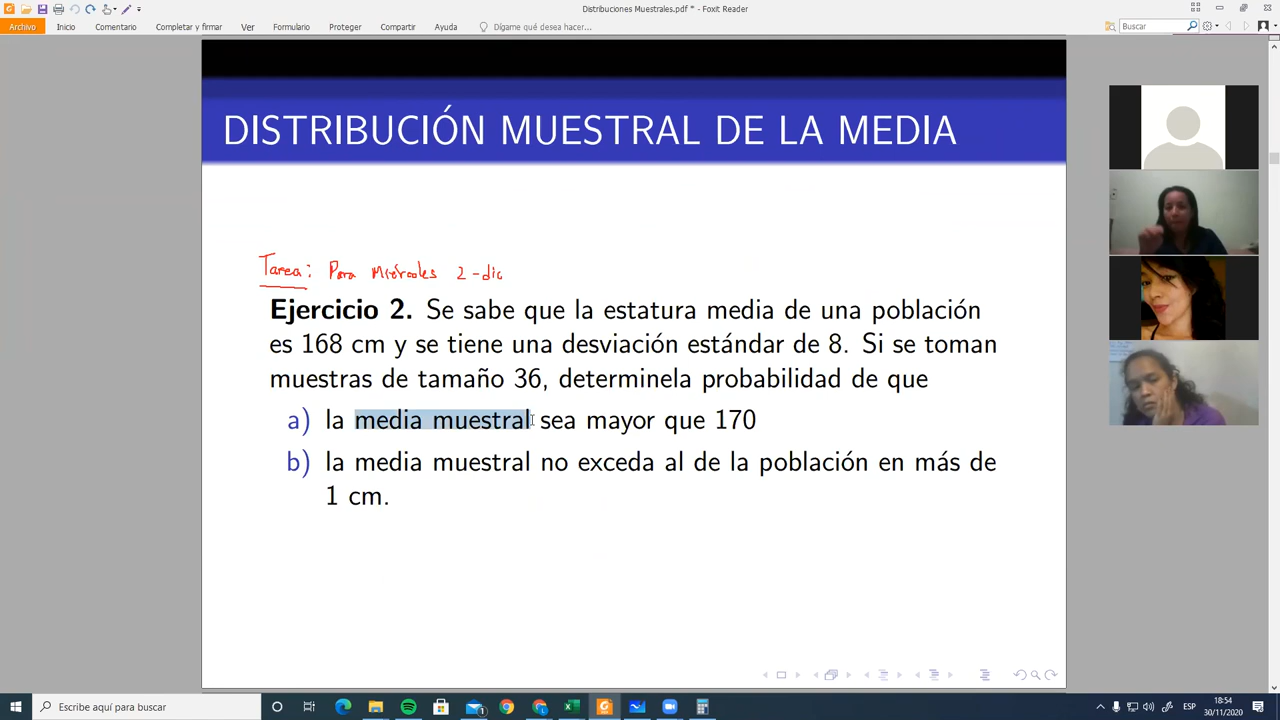 Distribuciones Muestrales.pdf * - Foxit Reader
Archivo Inicio Comentario Completar y firmar Ver Formulario Proteger Compartir Ayuda Dígame qué desea hacer... Buscar
DISTRIBUCIÓN MUESTRAL DE LA MEDIA
Tarea: Para Miércoles 2-dic
Ejercicio 2. Se sabe que la estatura media de una población
es 168 cm y se tiene una desviación estándar de 8. Si se toman
muestras de tamaño 36, determinela probabilidad de que
a) la media muestral sea mayor que 170
b) la media muestral no exceda al de la población en más de
1 cm.
Escribe aquí para buscar
ESP
18:54
30/11/2020